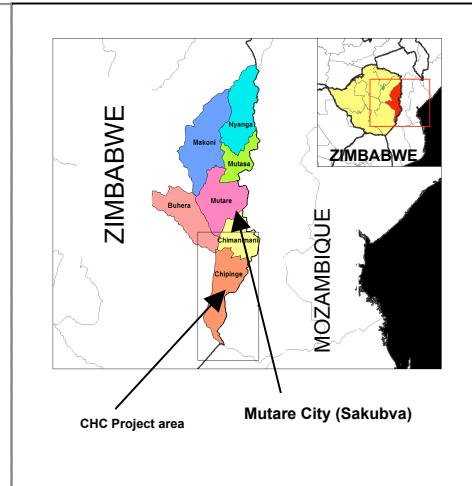 ZIMBABWE
ZIMBABWE
Nyanga
Makoni
Mutasa
Buhera
Mutare
Chimanimani
Chipinge
MOZAMBIQUE
CHC Project area
Mutare City (Sakubva)